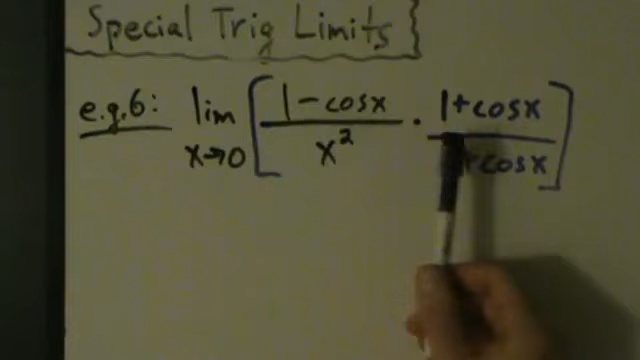 Special Trig Limits
e.g.6: lim x→0 [ 1-cosx / x² · 1+cosx / +cosx ]